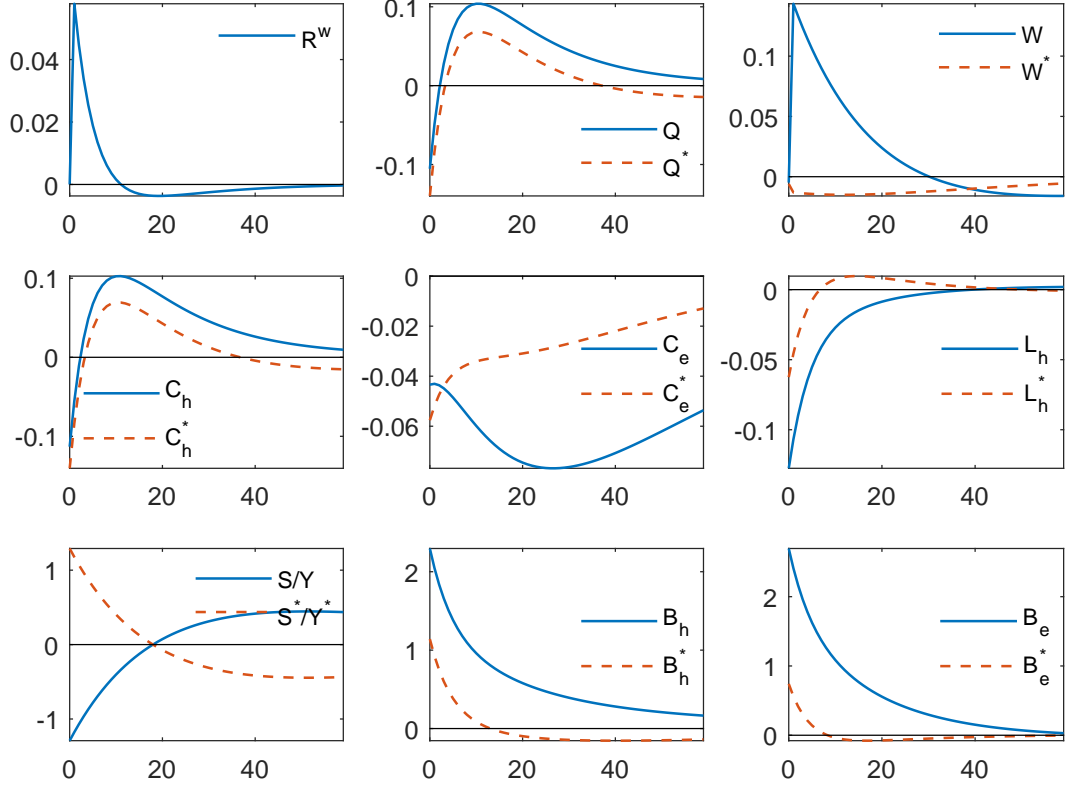 R^w
0.04
0.02
0
0 20 40
0.1
0
-0.1
Q
Q^*
0 20 40
0.1
0.05
0
W
W^*
0 20 40
0.1
0
-0.1
C_h
C_h^*
0 20 40
0
-0.02
-0.04
-0.06
C_e
C_e^*
0 20 40
0
-0.05
-0.1
L_h
L_h^*
0 20 40
1
0
-1
S/Y
S^*/Y^*
0 20 40
2
1
0
B_h
B_h^*
0 20 40
2
1
0
B_e
B_e^*
0 20 40